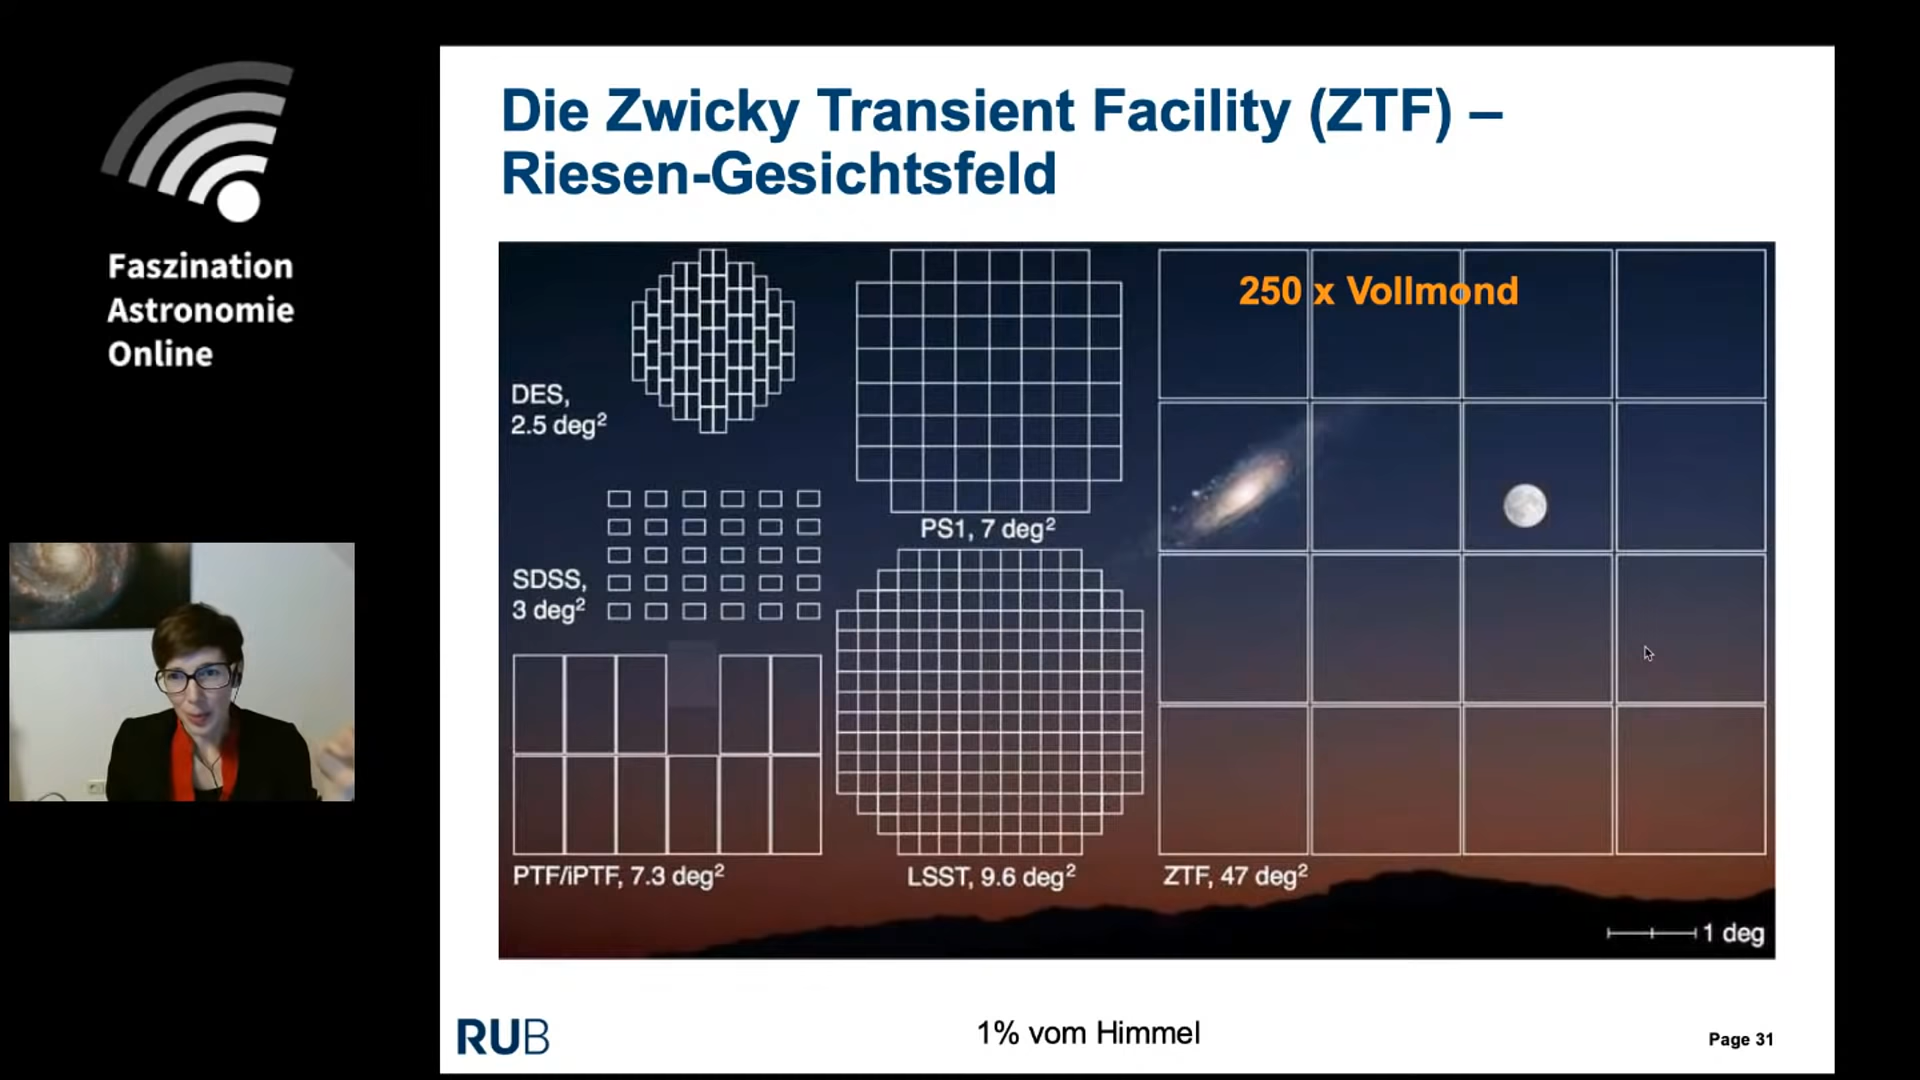 Faszination
Astronomie
Online
Die Zwicky Transient Facility (ZTF) –
Riesen-Gesichtsfeld
250 x Vollmond
DES,
2.5 deg²
PS1, 7 deg²
SDSS,
3 deg²
PTF/iPTF, 7.3 deg²
LSST, 9.6 deg²
ZTF, 47 deg²
1 deg
RUB
1% vom Himmel
Page 31